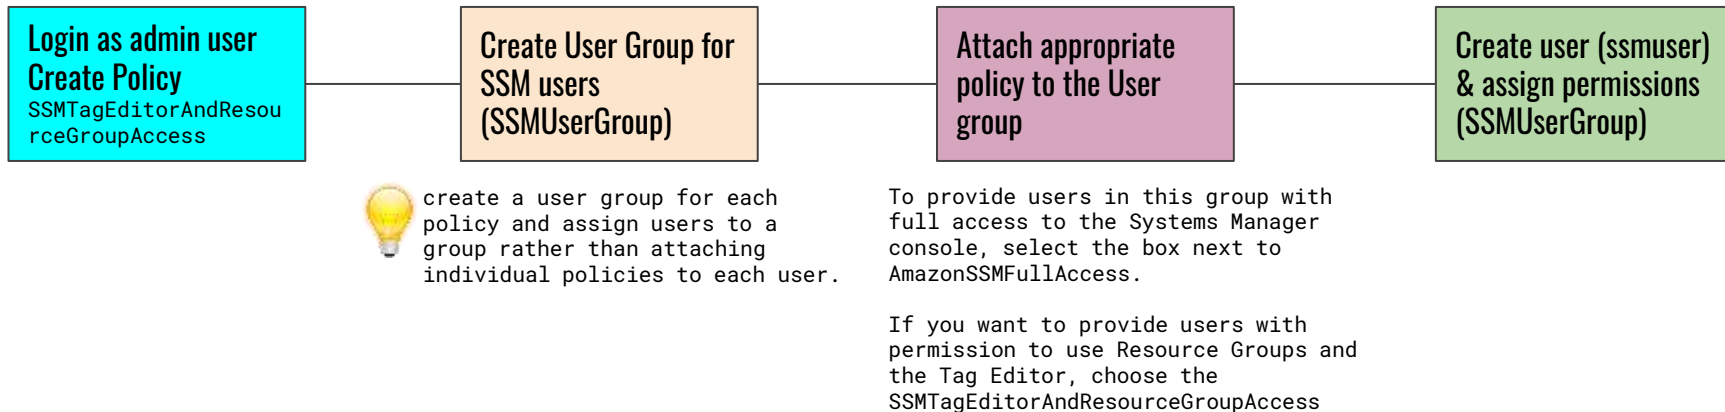 Login as admin user
Create Policy
SSMTagEditorAndResou
rceGroupAccess
Create User Group for
SSM users
(SSMUserGroup)
Attach appropriate
policy to the User
group
Create user (ssmuser)
& assign permissions
(SSMUserGroup)
create a user group for each
policy and assign users to a
group rather than attaching
individual policies to each user.
To provide users in this group with
full access to the Systems Manager
console, select the box next to
AmazonSSMFullAccess.
If you want to provide users with
permission to use Resource Groups and
the Tag Editor, choose the
SSMTagEditorAndResourceGroupAccess